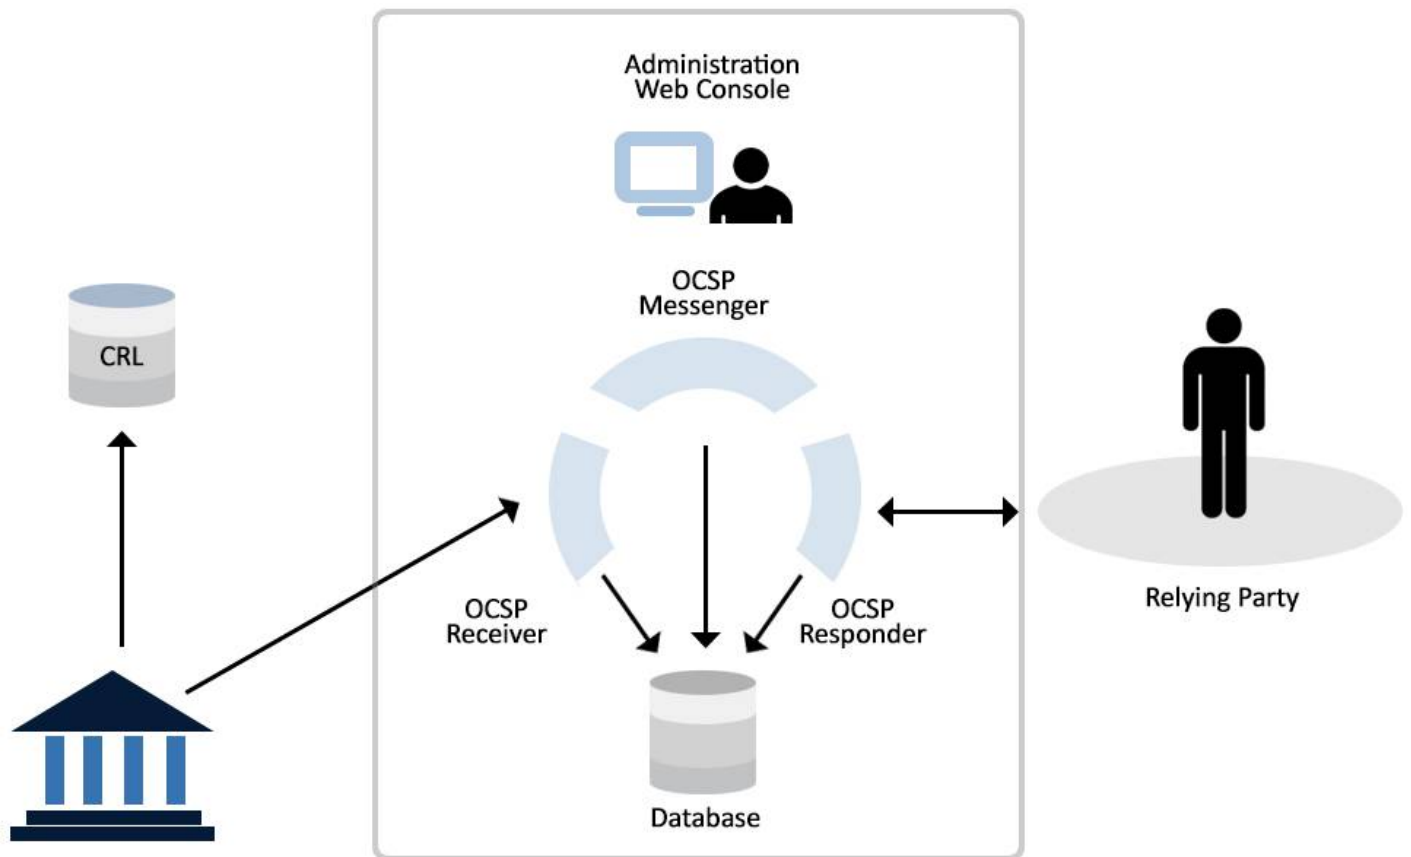 Administration
Web Console
OCSP
Messenger
CRL
OCSP
Receiver
OCSP
Responder
Relying Party
Database